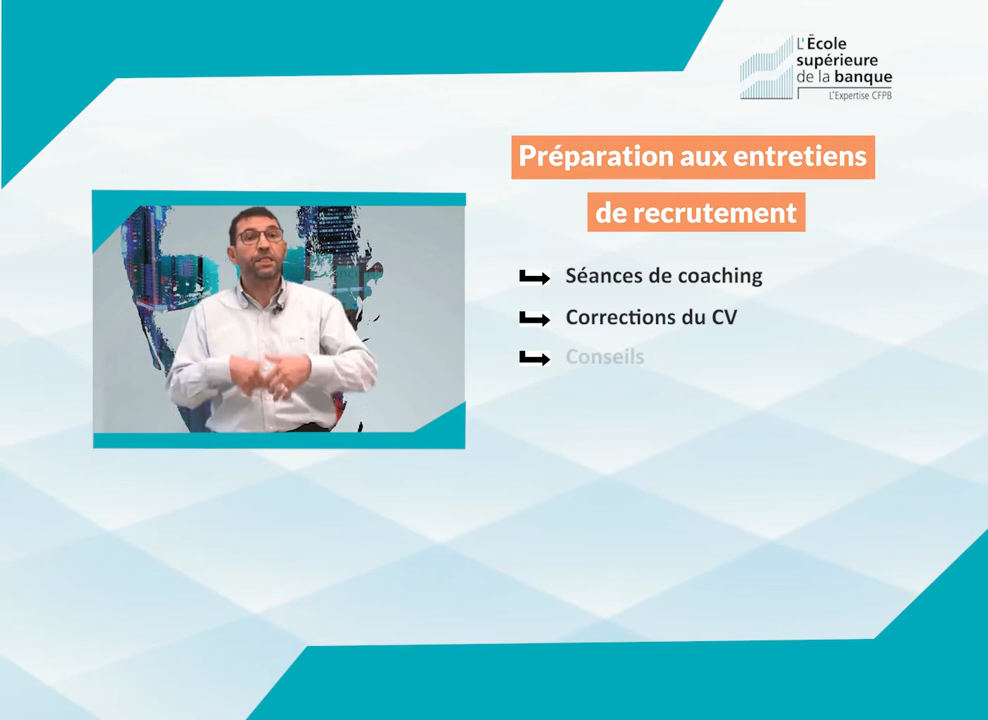 L'École
supérieure
de la banque
L'Expertise CFPB
Préparation aux entretiens
de recrutement
Séances de coaching
Corrections du CV
Conseils